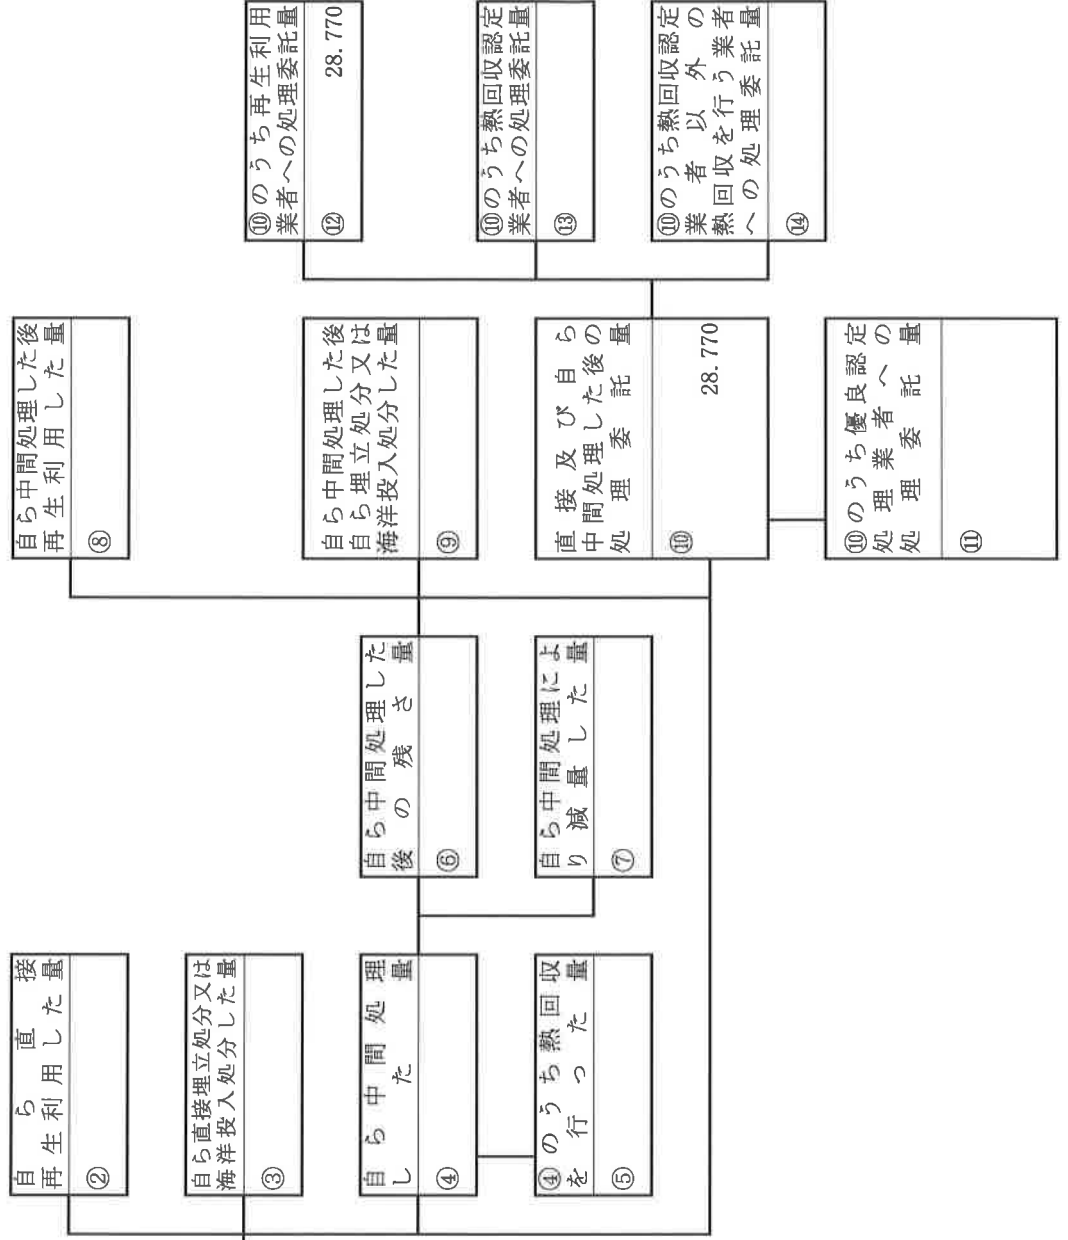 自ら直接
再生利用した量
②
自ら直接埋立処分又は
海洋投入処分した量
③
自ら中間処理
した量
④
④のうち熱回収
を行った量
⑤
自ら中間処理した
後の残さ量
⑥
自ら中間処理によ
り減量した量
⑦
自ら中間処理した後
再生利用した量
⑧
自ら中間処理した後
自ら埋立処分又は
海洋投入処分した量
⑨
直接及び自ら
中間処理した後の
処理委託量
⑩
28.770
⑩のうち優良認定
処理業者への
処理委託量
⑪
⑩のうち再生利用
業者への処理委託量
⑫
28.770
⑩のうち熱回収認定
業者への処理委託量
⑬
⑩のうち熱回収認定
業者以外の
熱回収を行う業者
への処理委託量
⑭